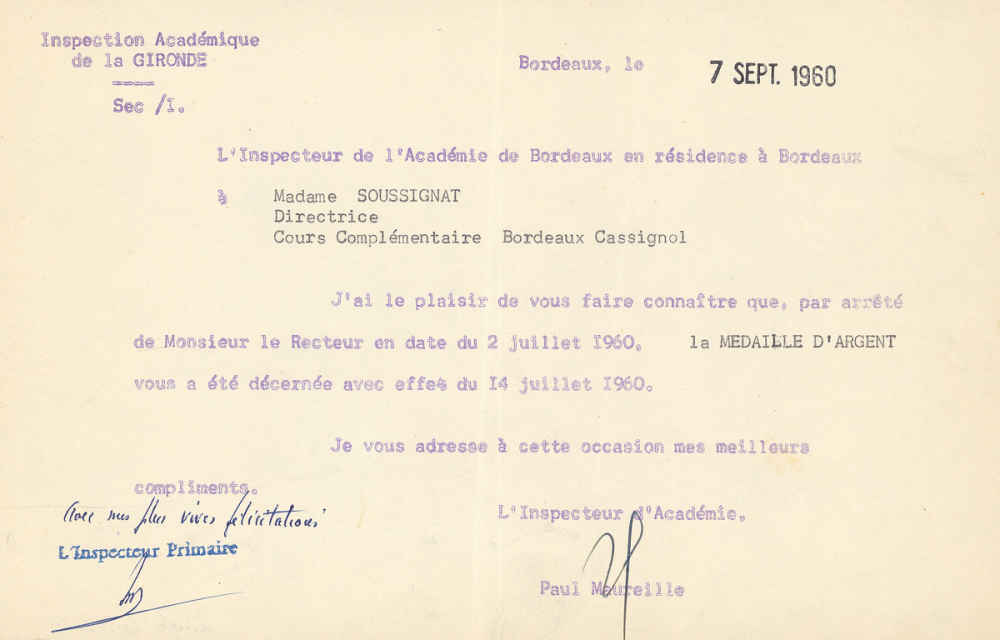 Inspection Académique
de la GIRONDE
Sec /I.
Bordeaux, le 7 SEPT. 1960
L'Inspecteur de l'Académie de Bordeaux en résidence à Bordeaux
à Madame SOUSSIGNAT
Directrice
Cours Complémentaire Bordeaux Cassignol
J'ai le plaisir de vous faire connaître que, par arrêté
de Monsieur le Recteur en date du 2 juillet I960, la MEDAILLE D'ARGENT
vous a été décernée avec effet du I4 juillet I960.
Je vous adresse à cette occasion mes meilleurs
compliments.
Avec mes plus vives félicitations
L'Inspecteur Primaire
L'Inspecteur d'Académie,
Paul Maureille